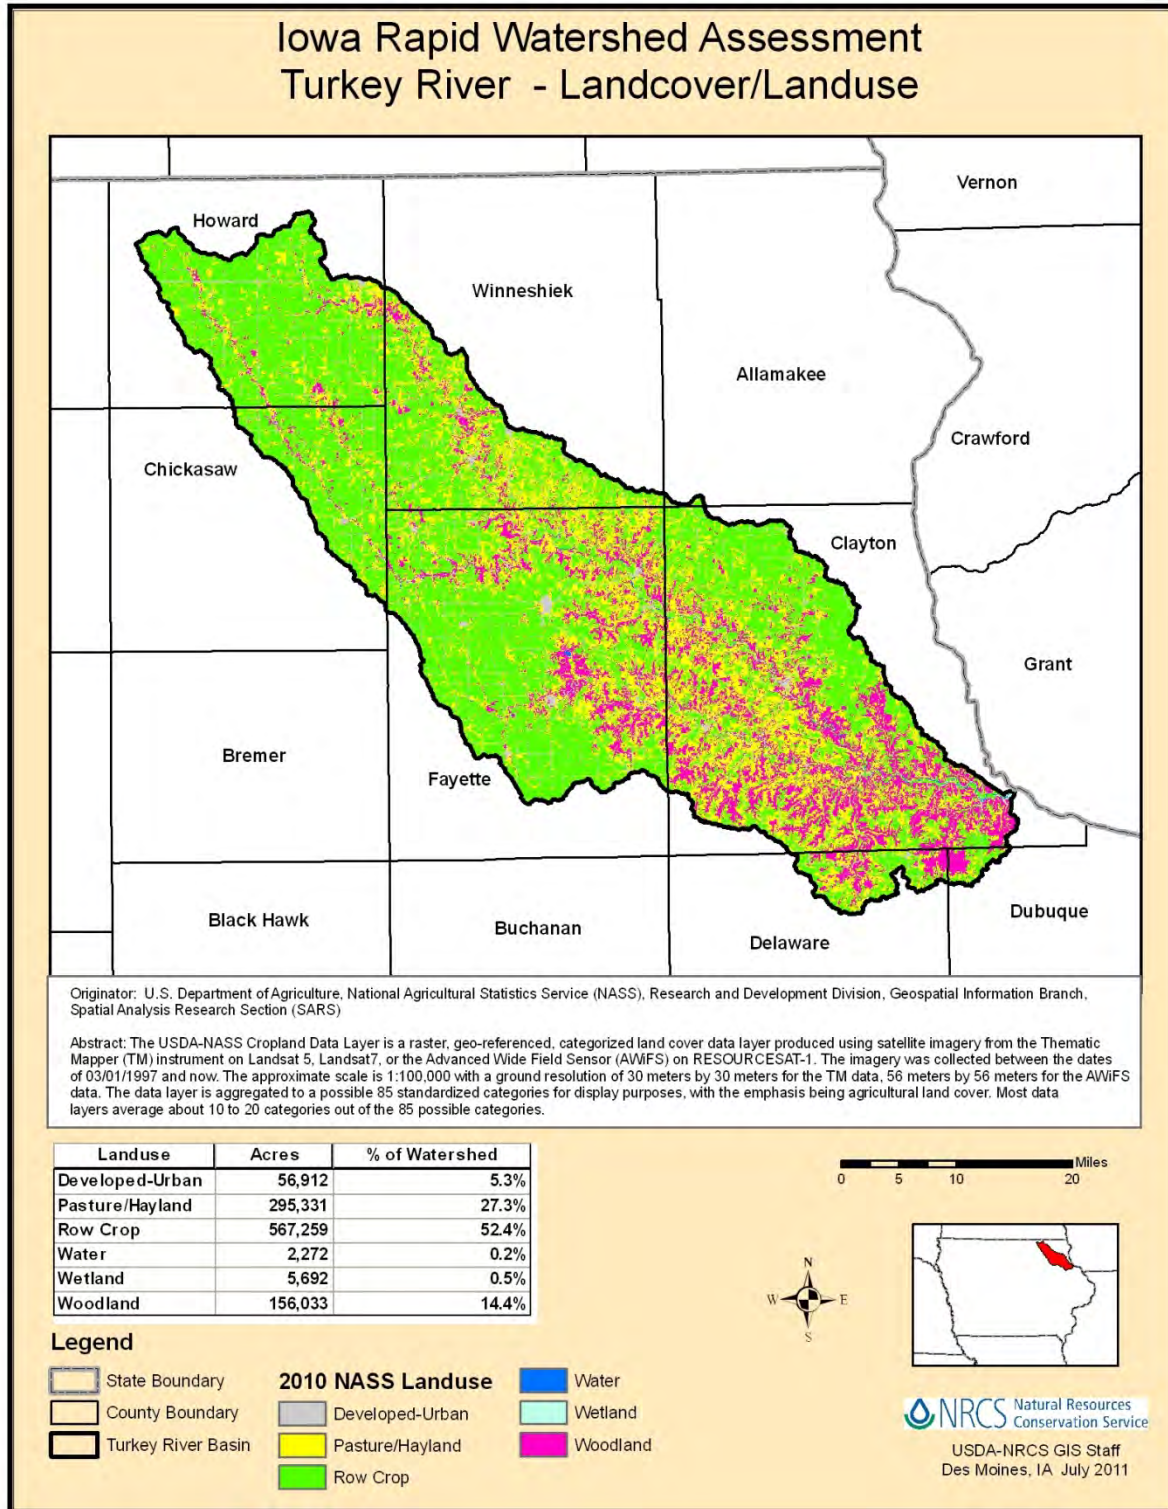 Iowa Rapid Watershed Assessment
Turkey River - Landcover/Landuse
Vernon
Howard
Winneshiek
Allamakee
Crawford
Chickasaw
Clayton
Grant
Bremer
Fayette
Black Hawk
Buchanan
Delaware
Dubuque
Originator: U.S. Department of Agriculture, National Agricultural Statistics Service (NASS), Research and Development Division, Geospatial Information Branch,
Spatial Analysis Research Section (SARS)
Abstract: The USDA-NASS Cropland Data Layer is a raster, geo-referenced, categorized land cover data layer produced using satellite imagery from the Thematic
Mapper (TM) instrument on Landsat 5, Landsat7, or the Advanced Wide Field Sensor (AWiFS) on RESOURCESAT-1. The imagery was collected between the dates
of 03/01/1997 and now. The approximate scale is 1:100,000 with a ground resolution of 30 meters by 30 meters for the TM data, 56 meters by 56 meters for the AWiFS
data. The data layer is aggregated to a possible 85 standardized categories for display purposes, with the emphasis being agricultural land cover. Most data
layers average about 10 to 20 categories out of the 85 possible categories.
Landuse Acres % of Watershed
Developed-Urban 56,912 5.3%
Pasture/Hayland 295,331 27.3%
Row Crop 567,259 52.4%
Water 2,272 0.2%
Wetland 5,692 0.5%
Woodland 156,033 14.4%
Miles
0 5 10 20
N
W E
S
Legend
State Boundary
County Boundary
Turkey River Basin
2010 NASS Landuse
Developed-Urban
Pasture/Hayland
Row Crop
Water
Wetland
Woodland
NRCS Natural Resources
Conservation Service
USDA-NRCS GIS Staff
Des Moines, IA July 2011